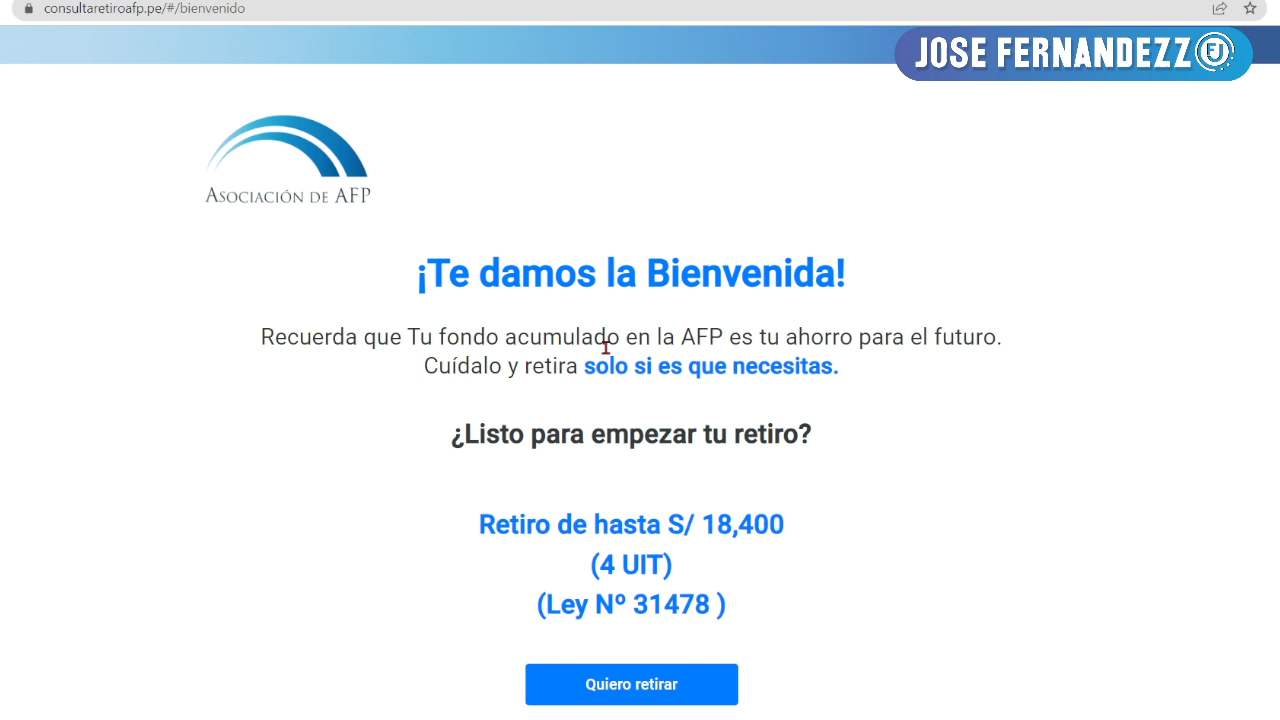 consultaretiroafp.pe/#/bienvenido
JOSE FERNANDEZZ
ASOCIACIÓN DE AFP
¡Te damos la Bienvenida!
Recuerda que Tu fondo acumulado en la AFP es tu ahorro para el futuro.
Cuídalo y retira solo si es que necesitas.
¿Listo para empezar tu retiro?
Retiro de hasta S/ 18,400
(4 UIT)
(Ley Nº 31478 )
Quiero retirar